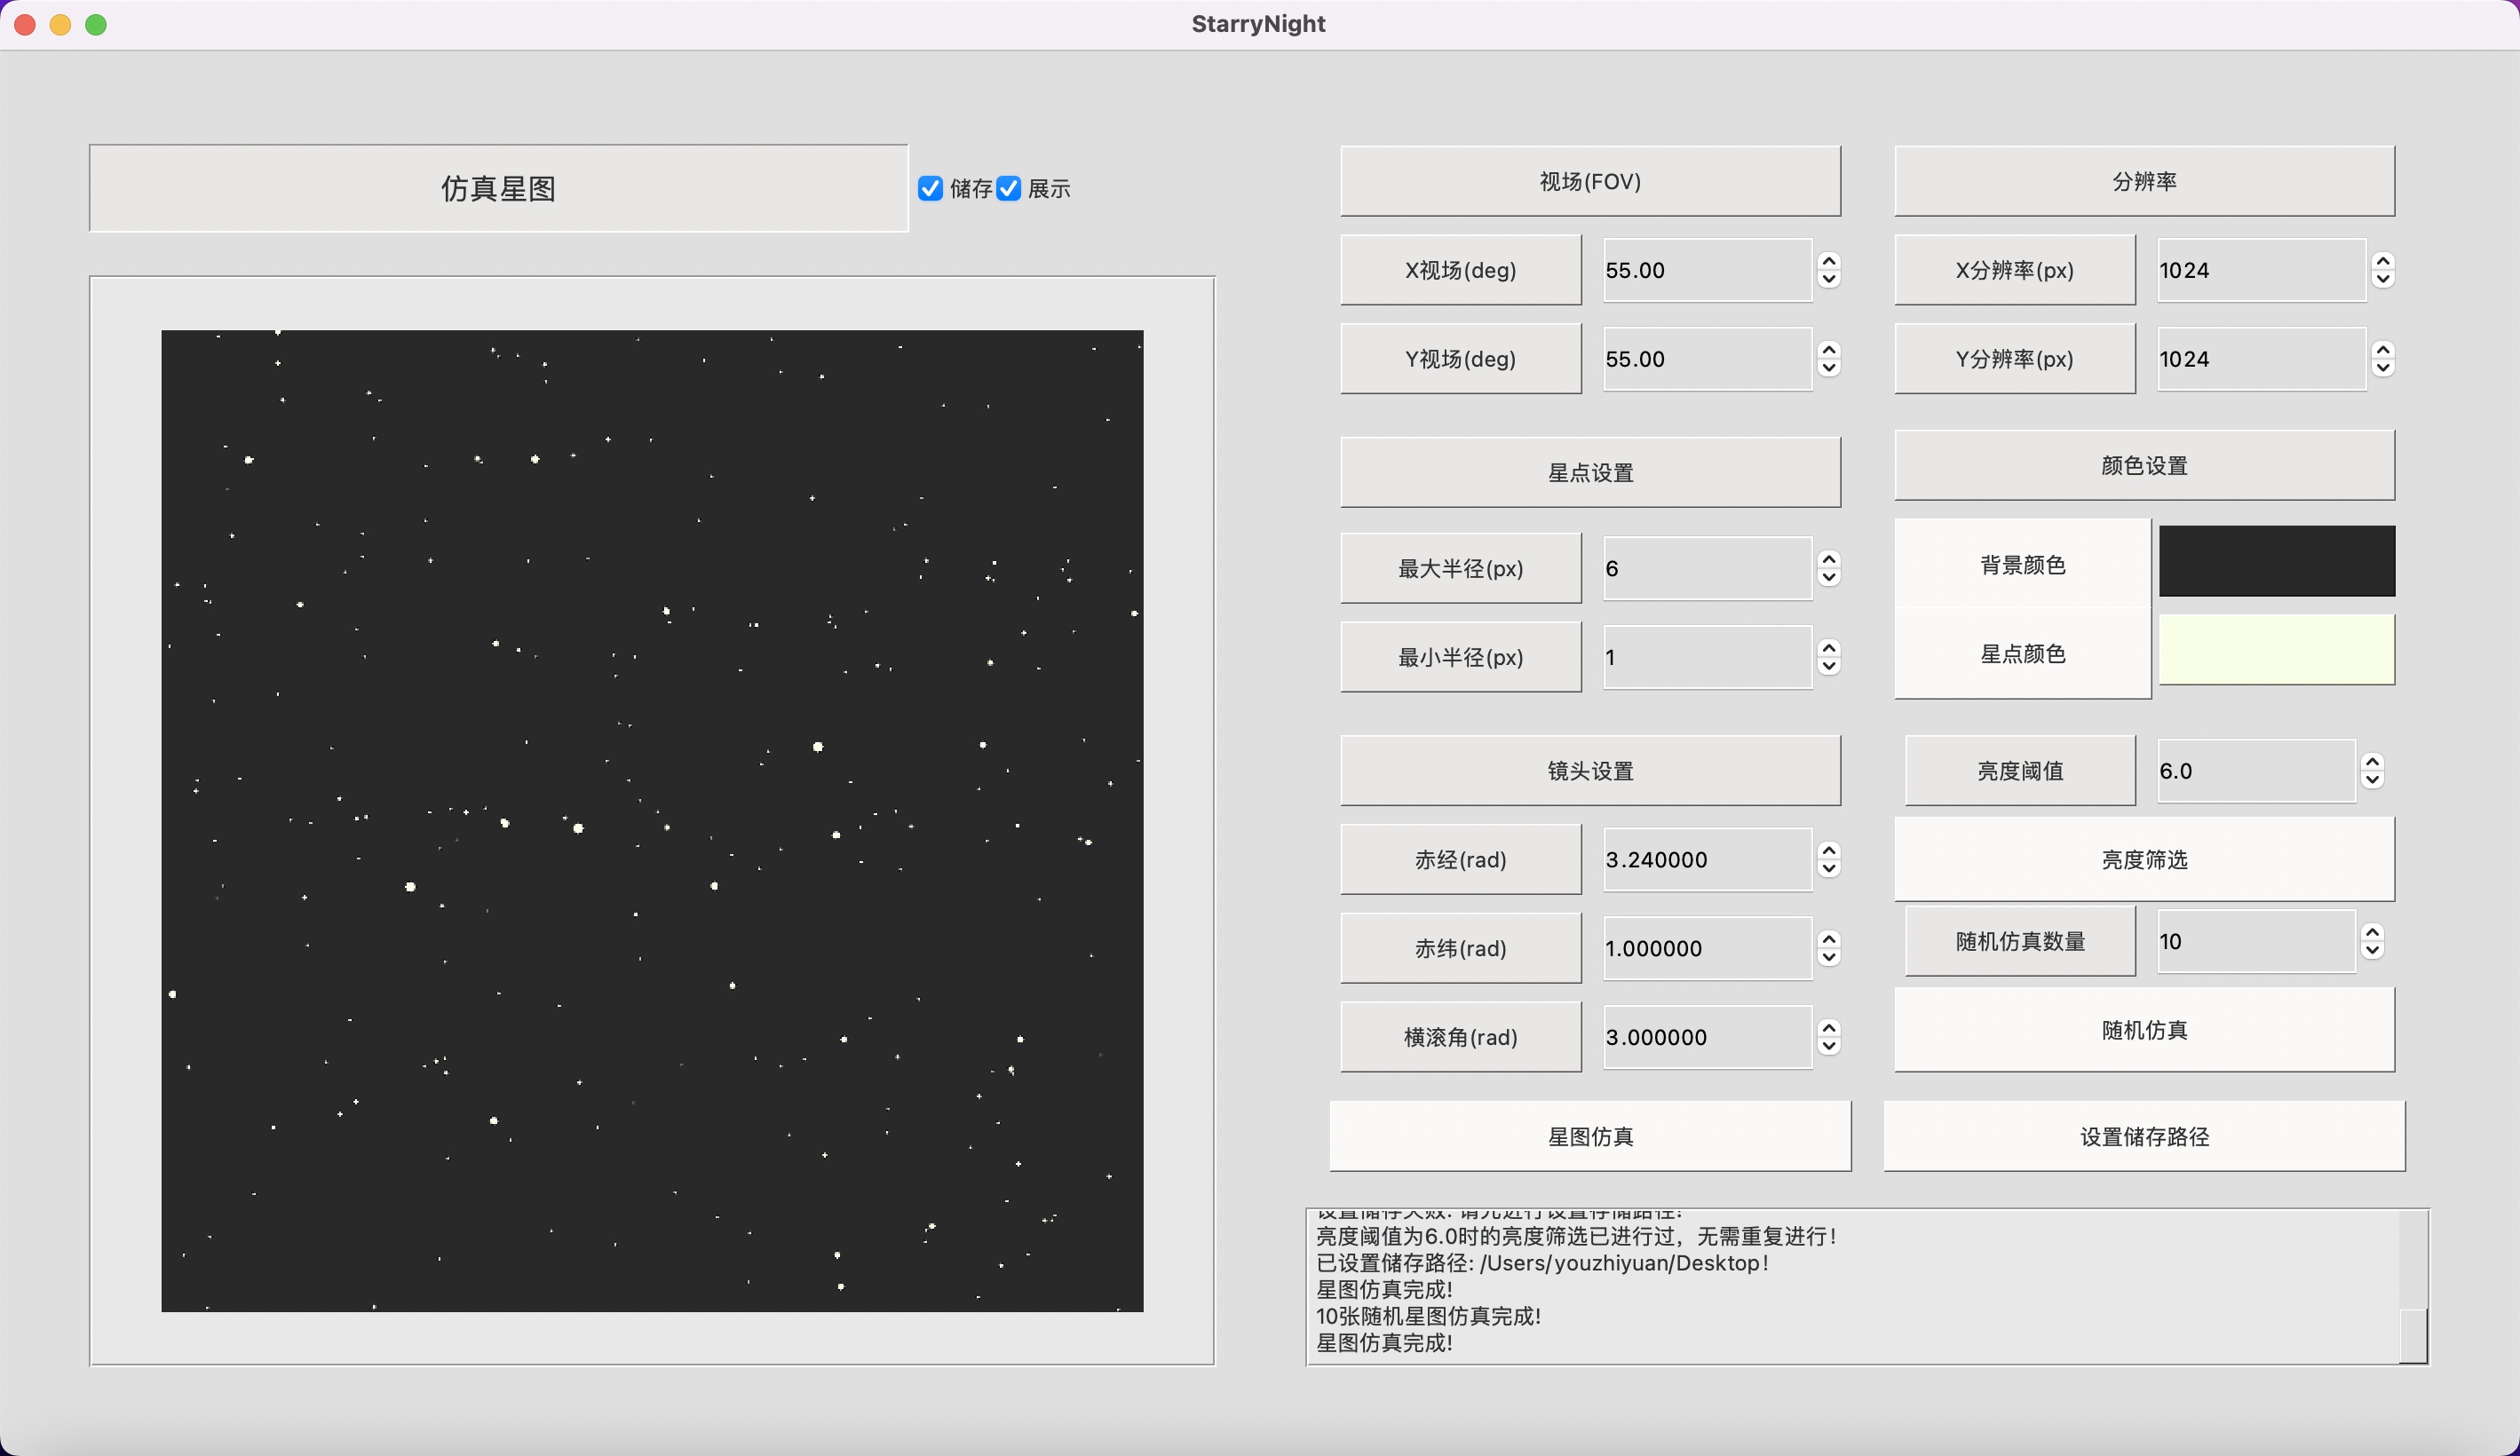 StarryNight
仿真星图
储存
展示
视场(FOV)
分辨率
X视场(deg)
55.00
X分辨率(px)
1024
Y视场(deg)
55.00
Y分辨率(px)
1024
星点设置
颜色设置
最大半径(px)
6
背景颜色
最小半径(px)
1
星点颜色
镜头设置
亮度阈值
6.0
赤经(rad)
3.240000
亮度筛选
赤纬(rad)
1.000000
随机仿真数量
10
横滚角(rad)
3.000000
随机仿真
星图仿真
设置储存路径
亮度阈值为6.0时的亮度筛选已进行过，无需重复进行！
已设置储存路径: /Users/youzhiyuan/Desktop！
星图仿真完成!
10张随机星图仿真完成!
星图仿真完成!